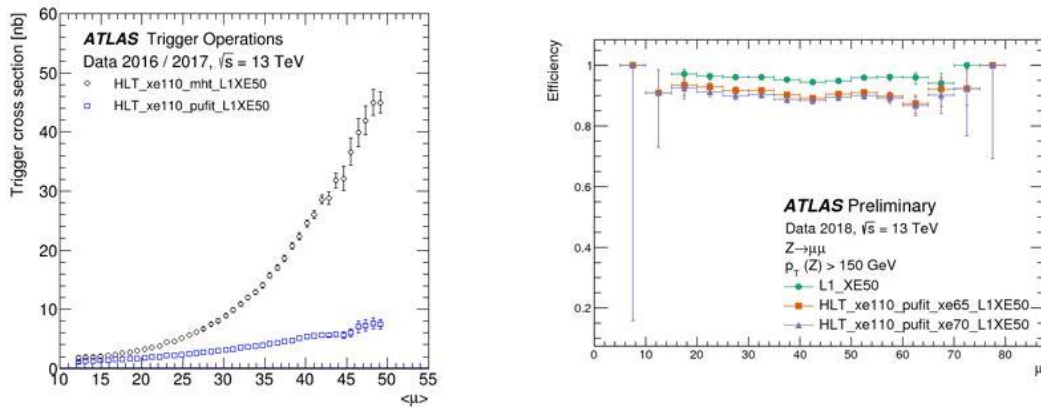 Trigger cross section [nb]
60
50
40
30
20
10
0
ATLAS Trigger Operations
Data 2016 / 2017, √s = 13 TeV
HLT_xe110_mht_L1XE50
HLT_xe110_pufit_L1XE50
10 15 20 25 30 35 40 45 50 55
<μ>
Efficiency
1
0.8
0.6
0.4
0.2
ATLAS Preliminary
Data 2018, √s = 13 TeV
Z→μμ
p_T (Z) > 150 GeV
L1_XE50
HLT_xe110_pufit_xe65_L1XE50
HLT_xe110_pufit_xe70_L1XE50
0 10 20 30 40 50 60 70 80
μ